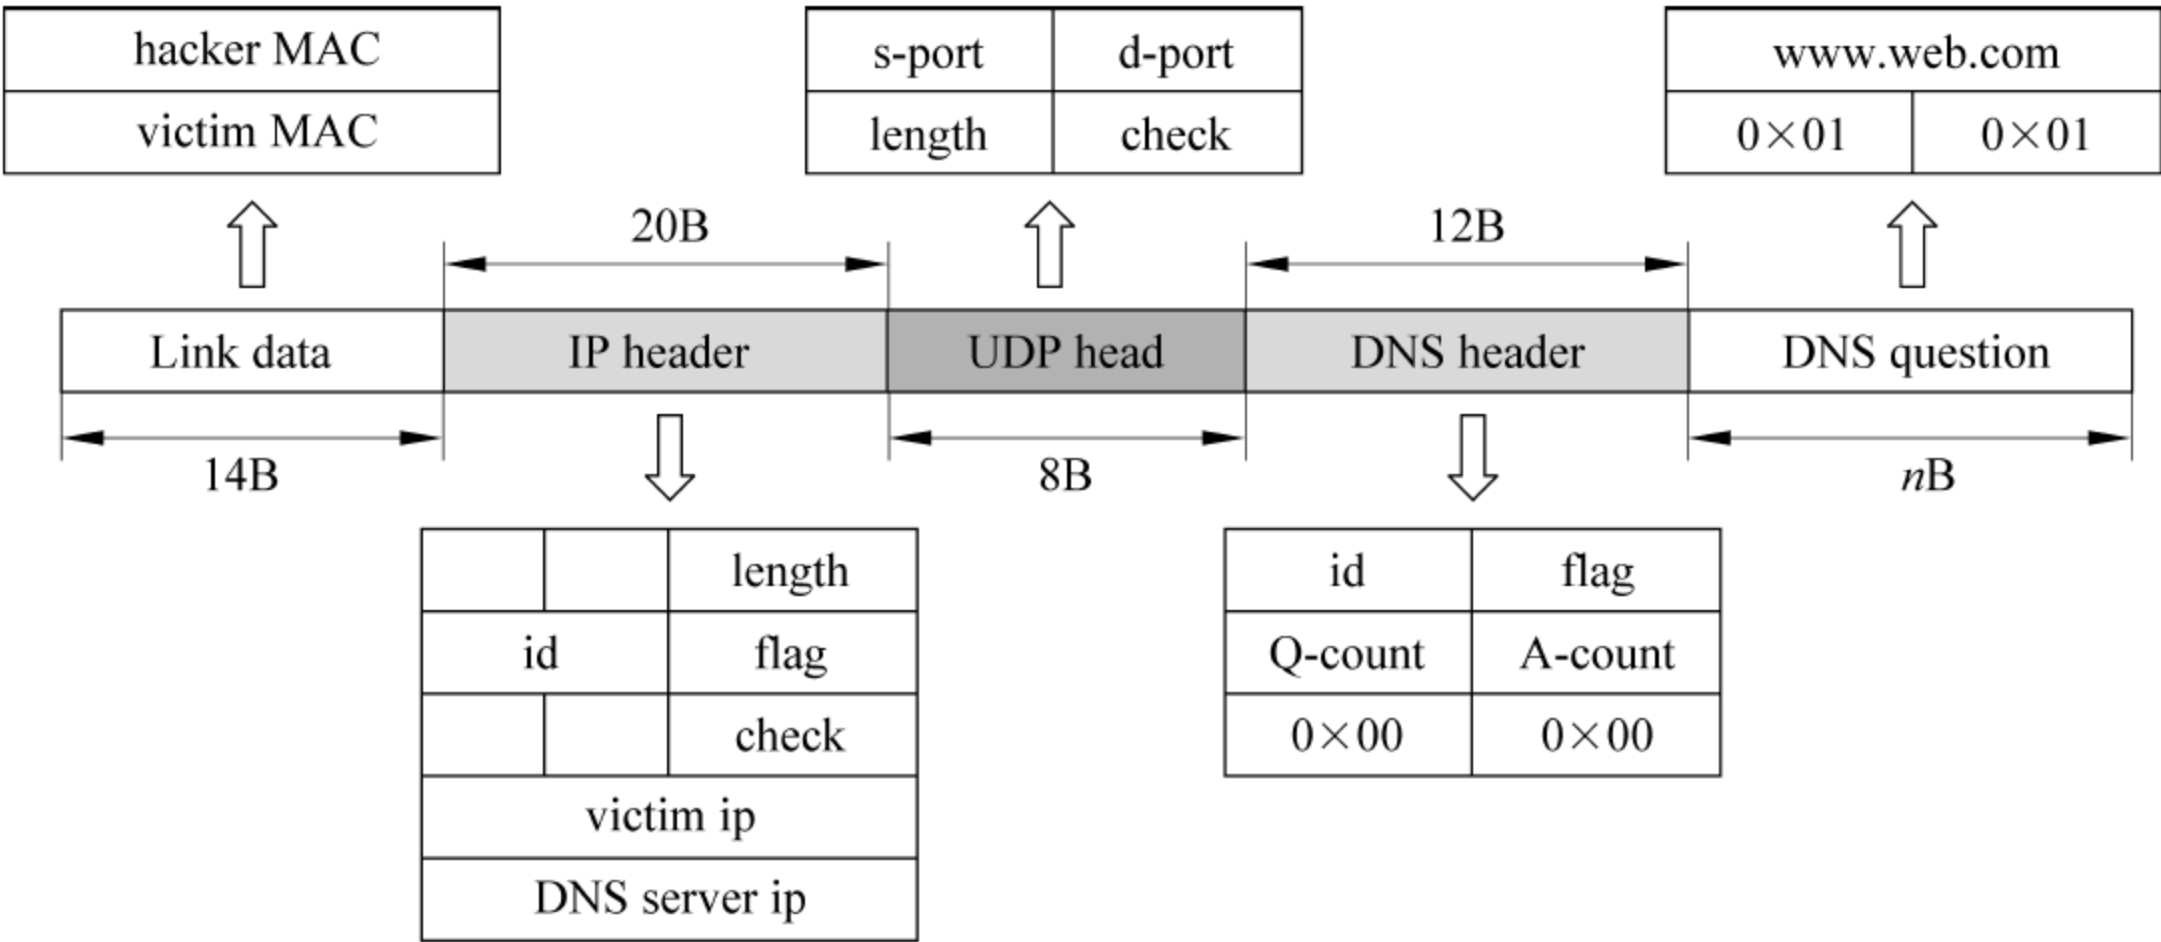 hacker MAC
victim MAC
s-port d-port
length check
www.web.com
0×01 0×01
20B 12B
Link data IP header UDP head DNS header DNS question
14B 8B nB
length
id flag
check
victim ip
DNS server ip
id flag
Q-count A-count
0×00 0×00